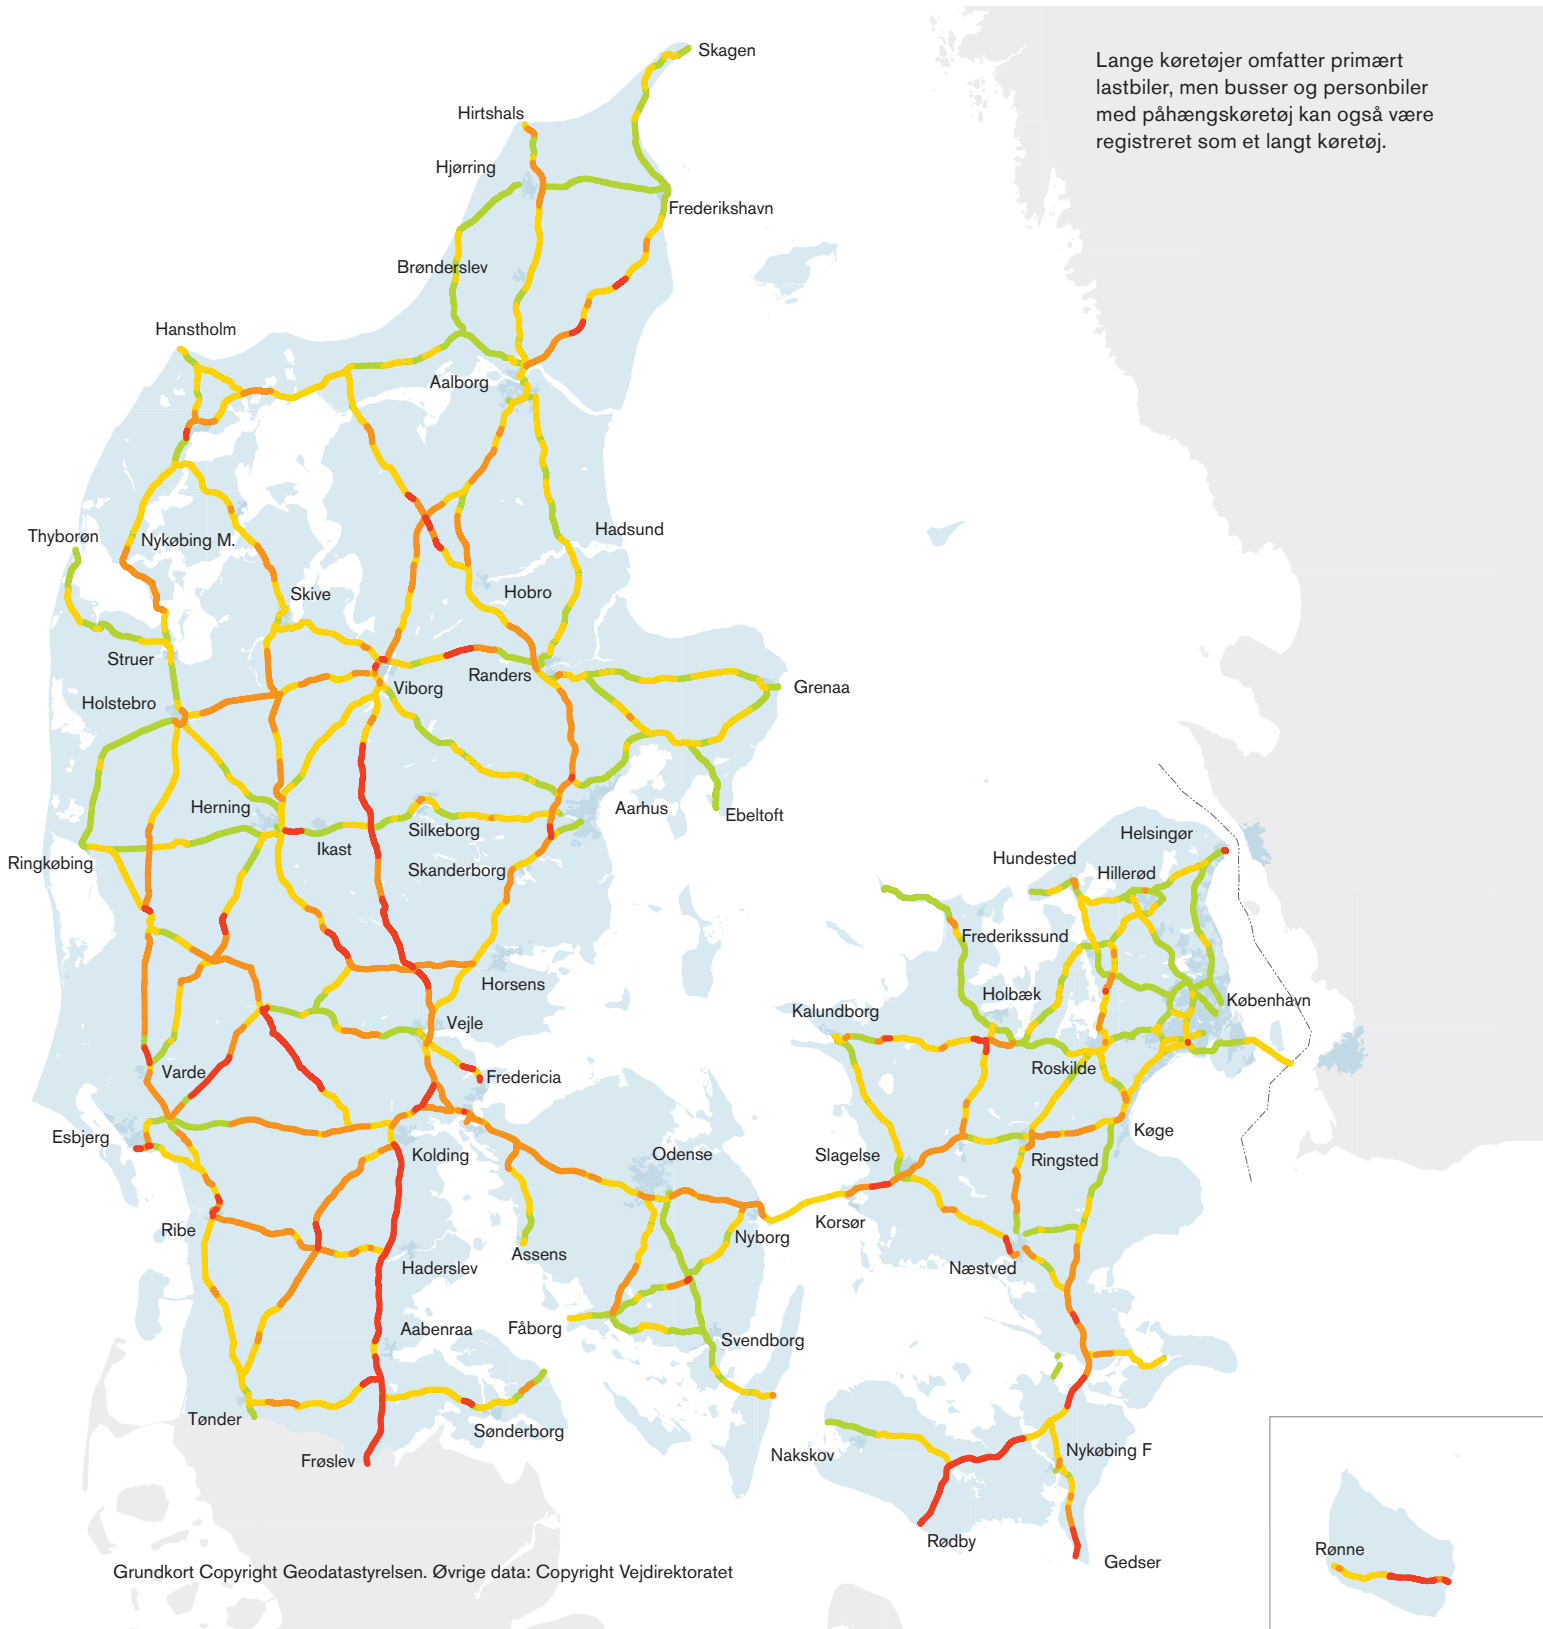 Skagen
Lange køretøjer omfatter primært
lastbiler, men busser og personbiler
med påhængskøretøj kan også være
registreret som et langt køretøj.
Hirtshals
Hjørring
Frederikshavn
Brønderslev
Hanstholm
Aalborg
Hadsund
Thyborøn
Nykøbing M.
Skive
Hobro
Struer
Randers
Viborg
Grenaa
Holstebro
Herning
Aarhus
Ebeltoft
Silkeborg
Helsingør
Ikast
Ringkøbing
Hundested
Skanderborg
Hillerød
Frederikssund
Horsens
Holbæk
København
Kalundborg
Vejle
Roskilde
Varde
Fredericia
Esbjerg
Køge
Kolding
Odense
Slagelse
Ringsted
Ribe
Korsør
Nyborg
Assens
Haderslev
Næstved
Aabenraa
Fåborg
Svendborg
Tønder
Sønderborg
Nykøbing F
Nakskov
Frøslev
Rødby
Rønne
Gedser
Grundkort Copyright Geodatastyrelsen. Øvrige data: Copyright Vejdirektoratet